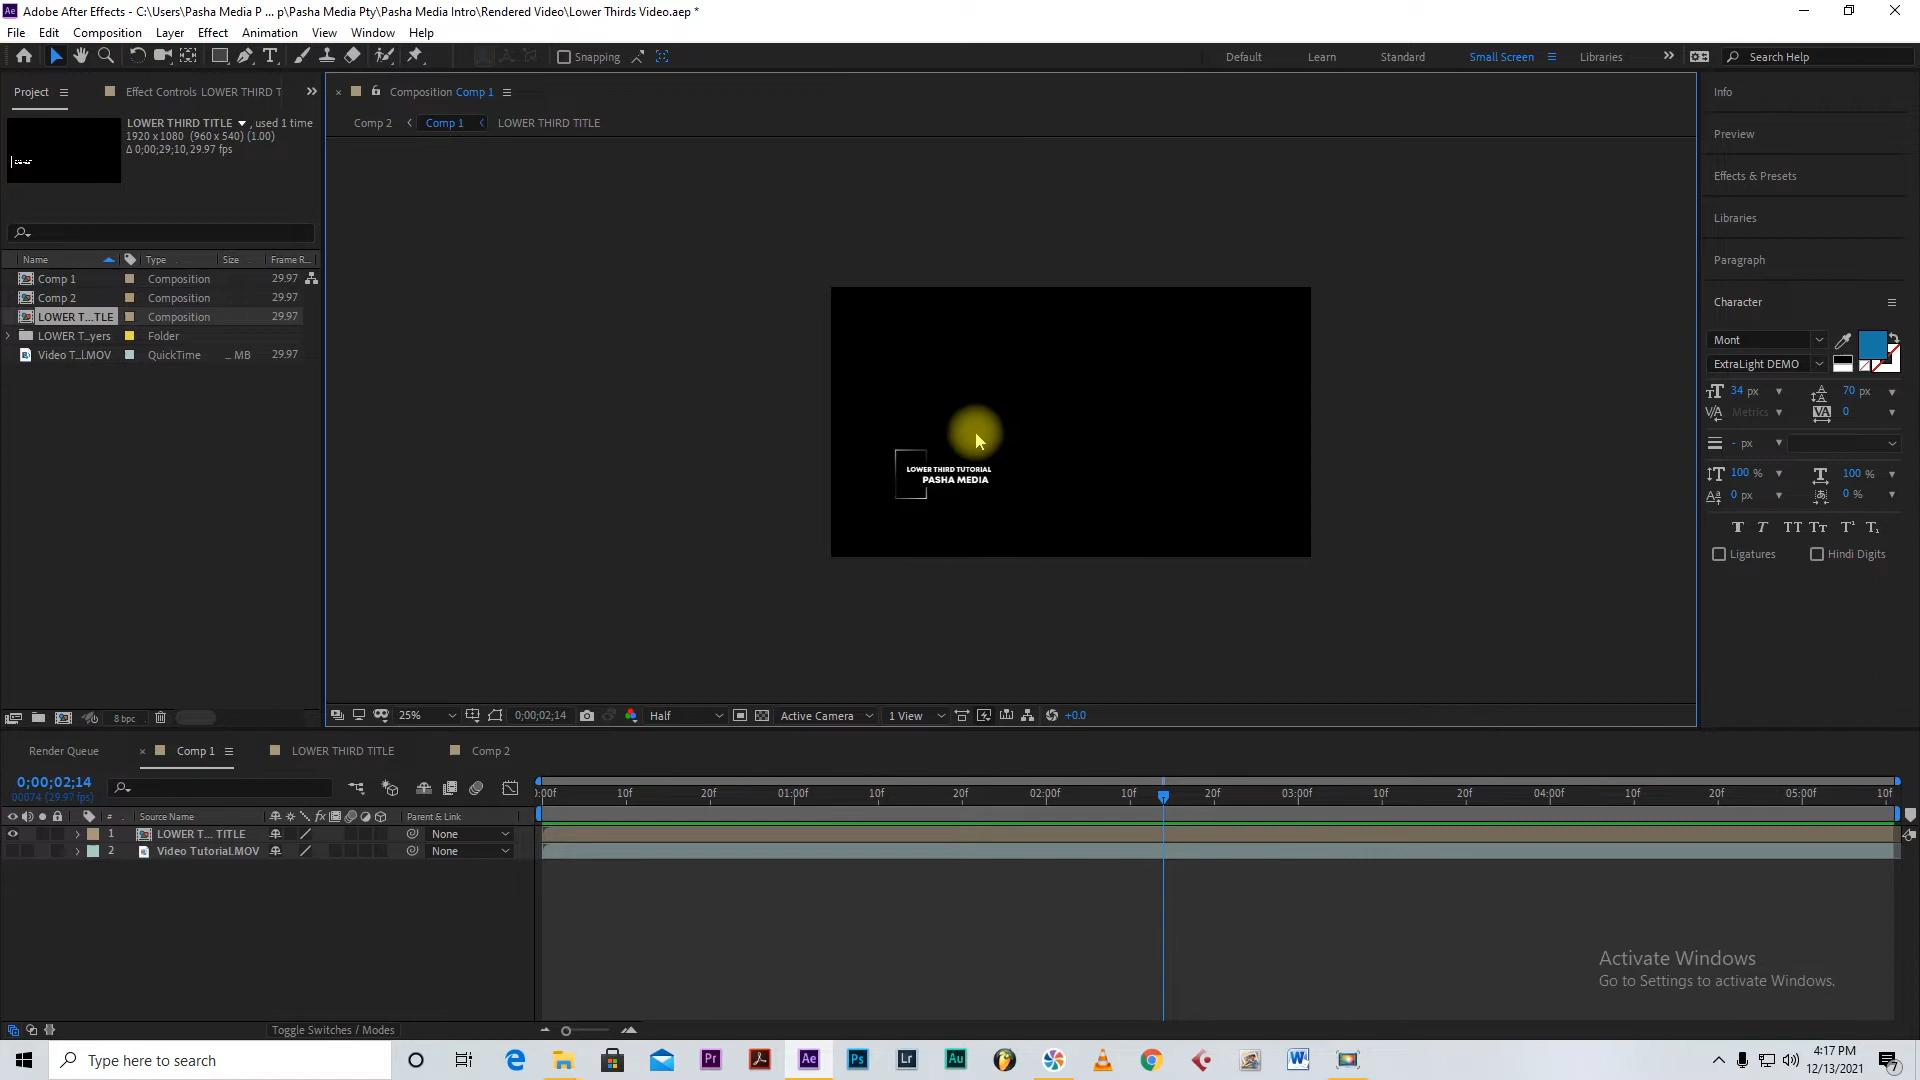 Ae Adobe After Effects - C:\Users\Pasha Media P ... p\Pasha Media Pty\Pasha Media Intro\Rendered Video\Lower Thirds Video.aep *
File Edit Composition Layer Effect Animation View Window Help
Snapping Default Learn Standard Small Screen Libraries Search Help
Project Effect Controls LOWER THIRD T
Composition Comp 1
Info
LOWER THIRD TITLE , used 1 time
Comp 2 Comp 1 LOWER THIRD TITLE
1920 x 1080 (960 x 540) (1.00)
Δ 0;00;29;10, 29.97 fps
Preview
Effects & Presets
Libraries
Name Type Size Frame R...
Paragraph
Comp 1 Composition 29.97
Comp 2 Composition 29.97
LOWER T...TLE Composition 29.97
LOWER T...yers Folder
Video T...l.MOV QuickTime ... MB 29.97
Character
Mont
ExtraLight DEMO
34 px 70 px
Metrics 0
- px
100 % 100 %
0 px 0 %
Ligatures Hindi Digits
LOWER THIRD TUTORIAL
PASHA MEDIA
8 bpc
25% 0;00;02;14 Half Active Camera 1 View +0.0
Render Queue Comp 1 LOWER THIRD TITLE Comp 2
0;00;02;14
00074 (29.97 fps)
:00f 10f 20f 01:00f 10f 20f 02:00f 10f 20f 03:00f 10f 20f 04:00f 10f 20f 05:00f 10f
# Source Name Parent & Link
1 LOWER T... TITLE None
2 Video Tutorial.MOV None
Activate Windows
Go to Settings to activate Windows.
Toggle Switches / Modes
Type here to search
Pr Ae Ps Lr Au
4:17 PM
12/13/2021
7